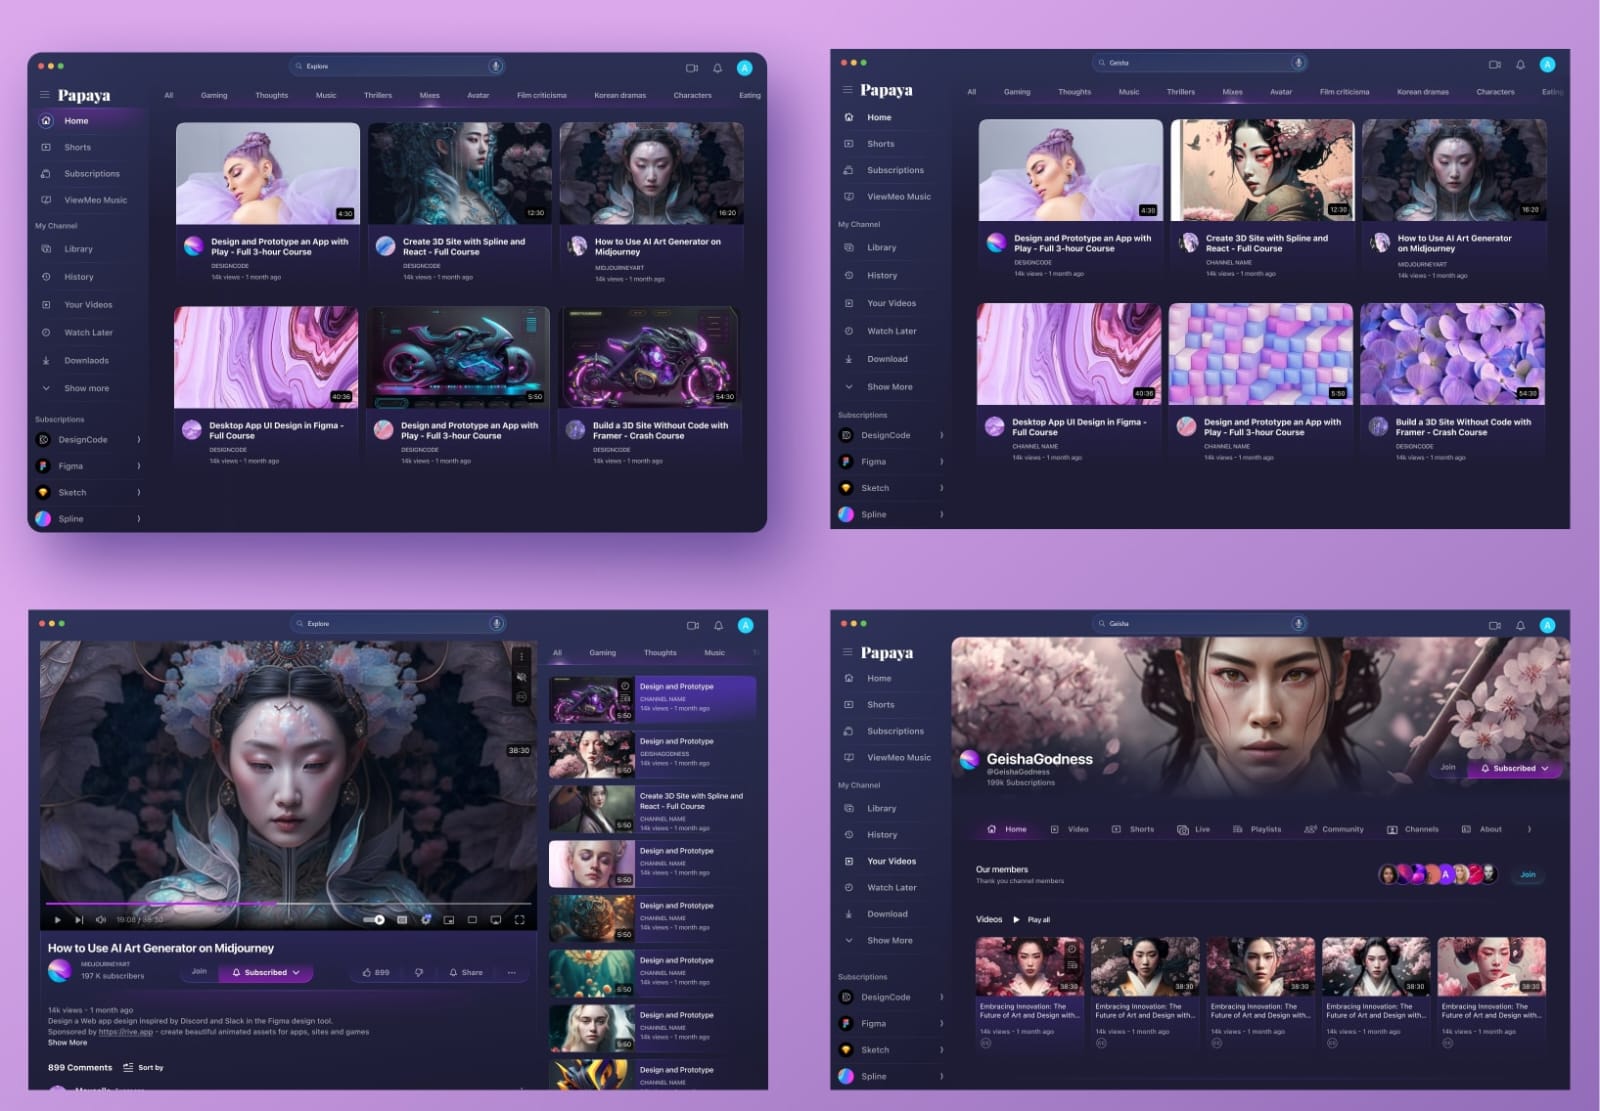 Explore
A
Papaya
All Gaming Thoughts Music Thrillers Mixes Avatar Film criticisma Korean dramas Characters Eating
Home
Shorts
Subscriptions
ViewMeo Music
My Channel
Library
History
Your Videos
Watch Later
Downlaods
Show more
Subscriptions
DesignCode
Figma
Sketch
Spline
4:30
Design and Prototype an App with
Play - Full 3-hour Course
DESIGNCODE
14k views - 1 month ago
12:30
Create 3D Site with Spline and
React - Full Course
DESIGNCODE
14k views - 1 month ago
16:20
How to Use AI Art Generator on
Midjourney
MIDJOURNEYART
14k views - 1 month ago
40:36
Desktop App UI Design in Figma -
Full Course
DESIGNCODE
14k views - 1 month ago
5:50
Design and Prototype an App with
Play - Full 3-hour Course
DESIGNCODE
14k views - 1 month ago
54:30
Build a 3D Site Without Code with
Framer - Crash Course
DESIGNCODE
14k views - 1 month ago
Geisha
A
Papaya
All Gaming Thoughts Music Thrillers Mixes Avatar Film criticisma Korean dramas Characters Eating
Home
Shorts
Subscriptions
ViewMeo Music
My Channel
Library
History
Your Videos
Watch Later
Download
Show More
Subscriptions
DesignCode
Figma
Sketch
Spline
4:30
Design and Prototype an App with
Play - Full 3-hour Course
DESIGNCODE
14k views - 1 month ago
12:30
Create 3D Site with Spline and
React - Full Course
CHANNEL NAME
14k views - 1 month ago
16:20
How to Use AI Art Generator
on Midjourney
MIDJOURNEYART
14k views - 1 month ago
40:36
Desktop App UI Design in Figma -
Full Course
CHANNEL NAME
14k views - 1 month ago
5:50
Design and Prototype an App with
Play - Full 3-hour Course
CHANNEL NAME
14k views - 1 month ago
54:30
Build a 3D Site Without Code with
Framer - Crash Course
DESIGNCODE
14k views - 1 month ago
Explore
A
38:30
19:08 / 38:30
How to Use AI Art Generator on Midjourney
MIDJOURNEYART
197 K subscribers
Join
Subscribed
899
Share
14k views - 1 month ago
Design a Web app design inspired by Discord and Slack in the Figma design tool.
Sponsored by https://rive.app - create beautiful animated assets for apps, sites and games
Show More
899 Comments Sort by
All Gaming Thoughts Music
5:50
Design and Prototype
CHANNEL NAME
14k views - 1 month ago
5:50
Design and Prototype
GEISHAGODNESS
14k views - 1 month ago
5:50
Create 3D Site with Spline and
React - Full Course
CHANNEL NAME
14k views - 1 month ago
5:50
Design and Prototype
CHANNEL NAME
14k views - 1 month ago
5:50
Design and Prototype
CHANNEL NAME
14k views - 1 month ago
5:50
Design and Prototype
CHANNEL NAME
14k views - 1 month ago
5:50
Design and Prototype
CHANNEL NAME
14k views - 1 month ago
Design and Prototype
CHANNEL NAME
Geisha
A
Papaya
Home
Shorts
Subscriptions
ViewMeo Music
My Channel
Library
History
Your Videos
Watch Later
Download
Show More
Subscriptions
DesignCode
Figma
Sketch
Spline
GeishaGodness
@GeishaGodness
199k Subscriptions
Join
Subscribed
Home Video Shorts Live Playlists Community Channels About
Our members
Thank you channel members
A
Join
Videos Play all
38:30
Embracing Innovation: The
Future of Art and Design with...
14k views - 1 month ago
38:30
Embracing Innovation: The
Future of Art and Design with...
14k views - 1 month ago
38:30
Embracing Innovation: The
Future of Art and Design with...
14k views - 1 month ago
38:30
Embracing Innovation: The
Future of Art and Design with...
14k views - 1 month ago
38:30
Embracing Innovation: The
Future of Art and Design with...
14k views - 1 month ago